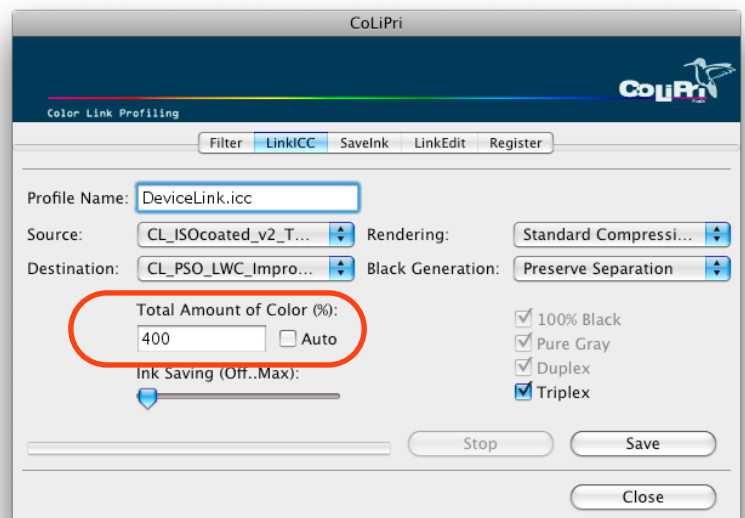 CoLiPri
CoLiPri
Color Link Profiling
Filter LinkICC SaveInk LinkEdit Register
Profile Name: DeviceLink.icc
Source: CL_ISOcoated_v2_T... Rendering: Standard Compressi...
Destination: CL_PSO_LWC_Impro... Black Generation: Preserve Separation
Total Amount of Color (%):
400 Auto
100% Black
Pure Gray
Duplex
Ink Saving (Off..Max):
Triplex
Stop Save
Close